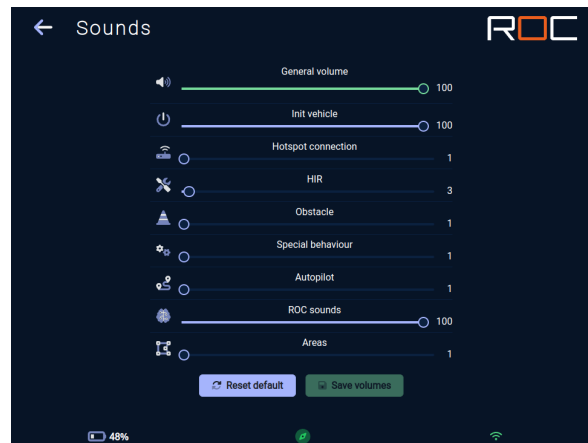 Sounds
ROC
General volume
100
Init vehicle
100
Hotspot connection
1
HIR
3
Obstacle
1
Special behaviour
1
Autopilot
1
ROC sounds
100
Areas
1
Reset default
Save volumes
48%